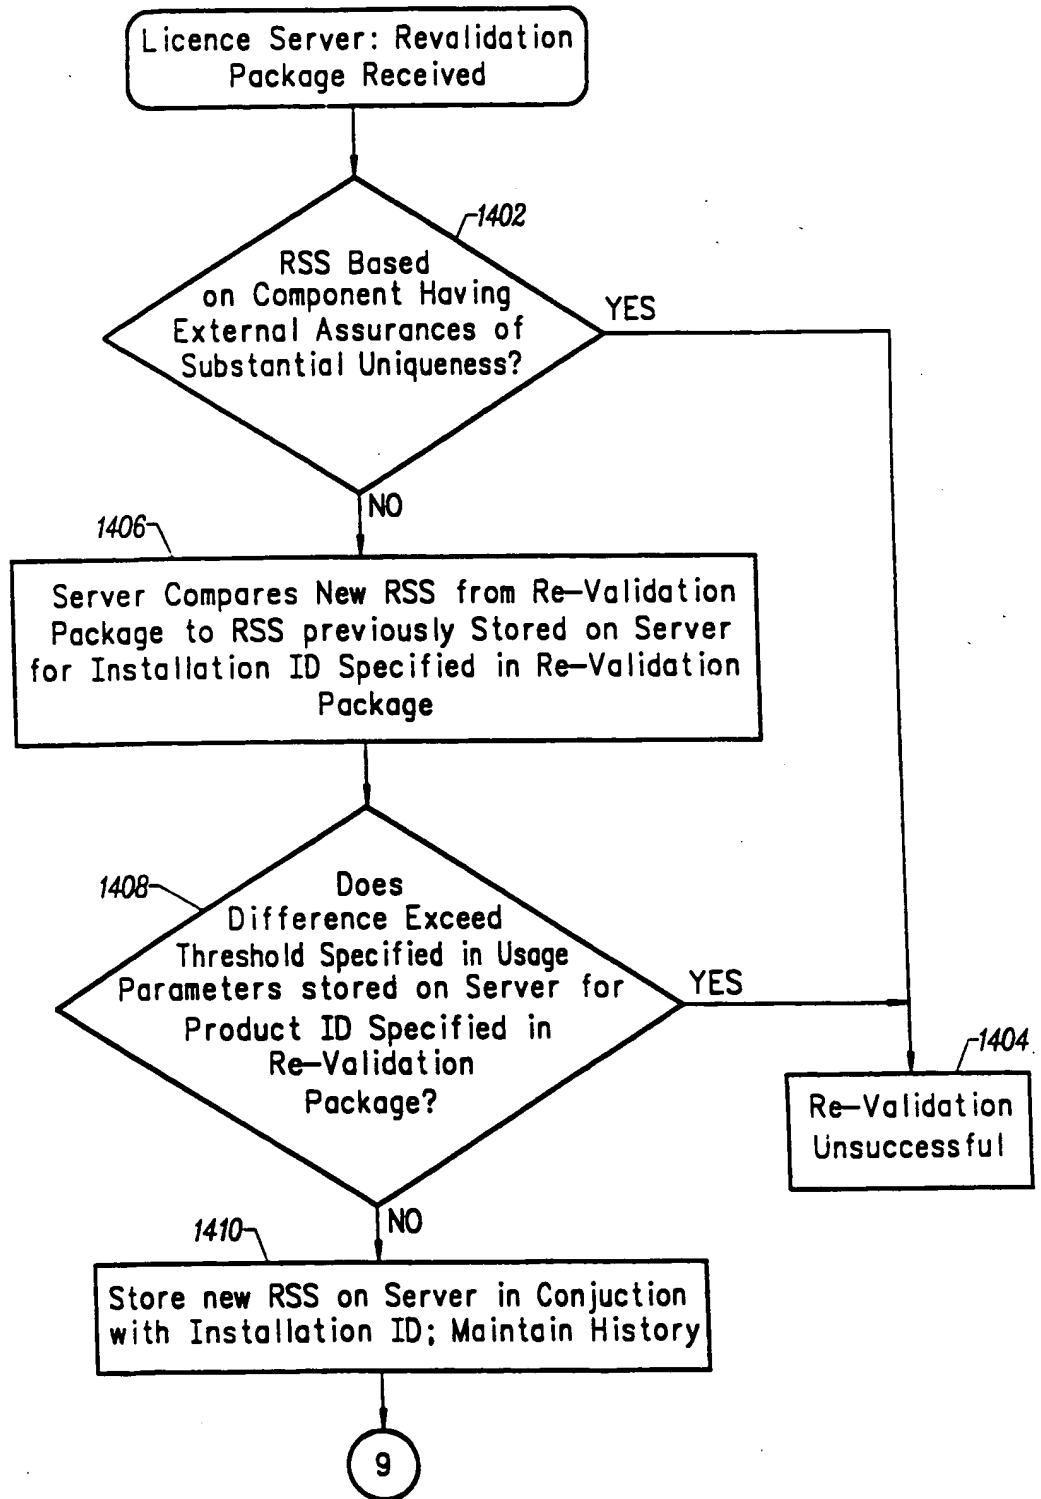 Licence Server: Revalidation
Package Received
1402
RSS Based
on Component Having
External Assurances of
Substantial Uniqueness?
YES
NO
1406
Server Compares New RSS from Re-Validation
Package to RSS previously Stored on Server
for Installation ID Specified in Re-Validation
Package
1408
Does
Difference Exceed
Threshold Specified in Usage
Parameters stored on Server for
Product ID Specified in
Re-Validation
Package?
YES
1404
Re-Validation
Unsuccessful
NO
1410
Store new RSS on Server in Conjuction
with Installation ID; Maintain History
9